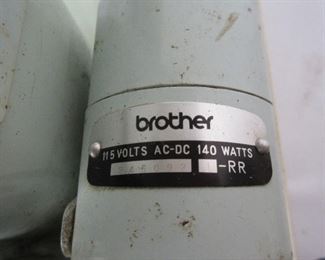 brother
115 VOLTS AC-DC 140 WATTS
-RR